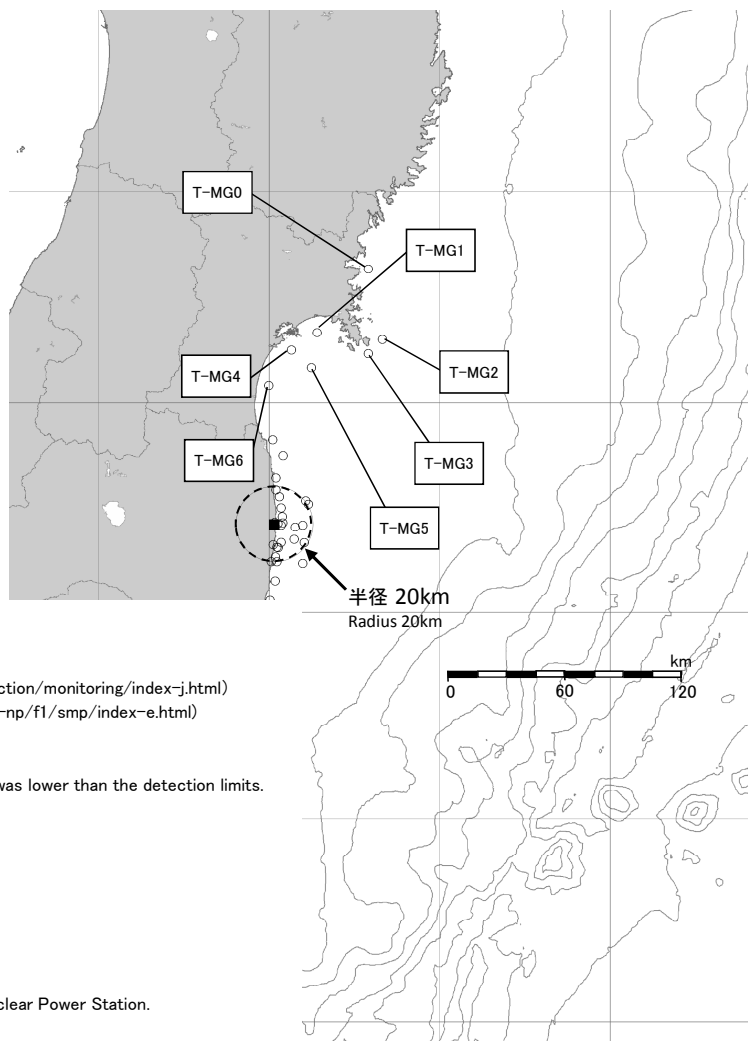 T-MG0
T-MG1
T-MG4
T-MG2
T-MG6
T-MG3
T-MG5
半径 20km
Radius 20km
km
0 60 120
ction/monitoring/index-j.html)
-np/f1/smp/index-e.html)
was lower than the detection limits.
clear Power Station.